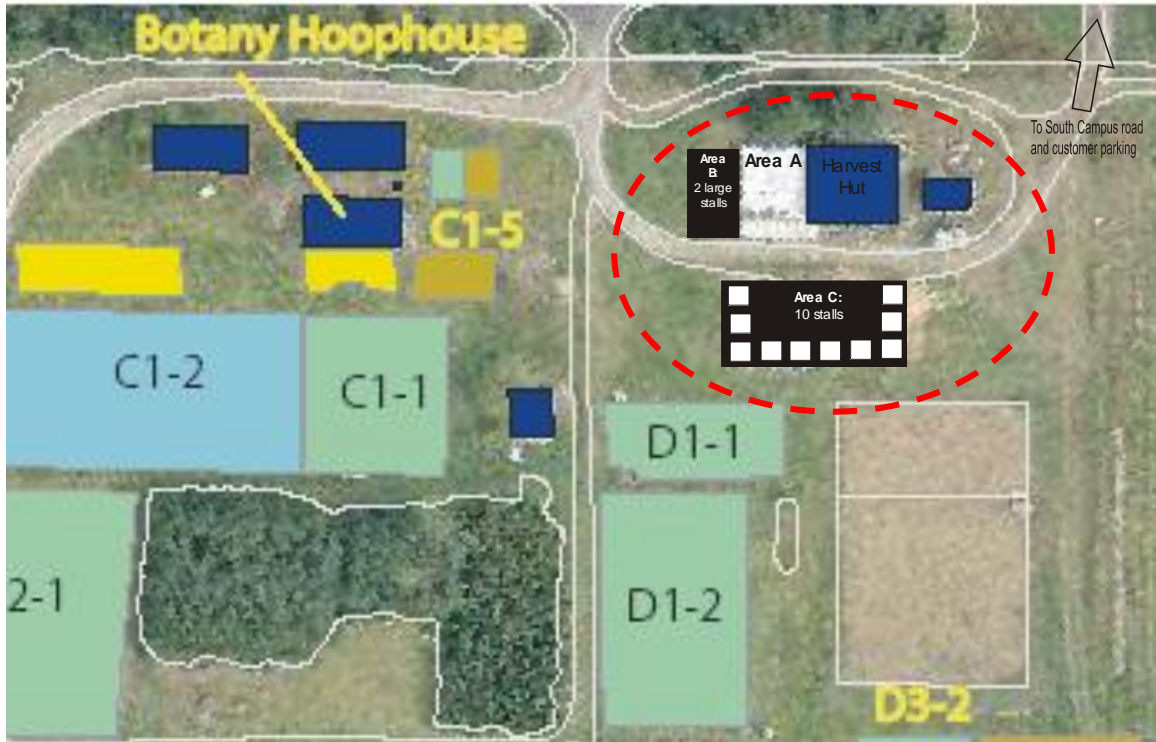 Botany Hoophouse
To South Campus road
and customer parking
Area
B:
2 large
stalls
Area A
Harvest
Hut
C1-5
Area C:
10 stalls
C1-2
C1-1
D1-1
2-1
D1-2
D3-2